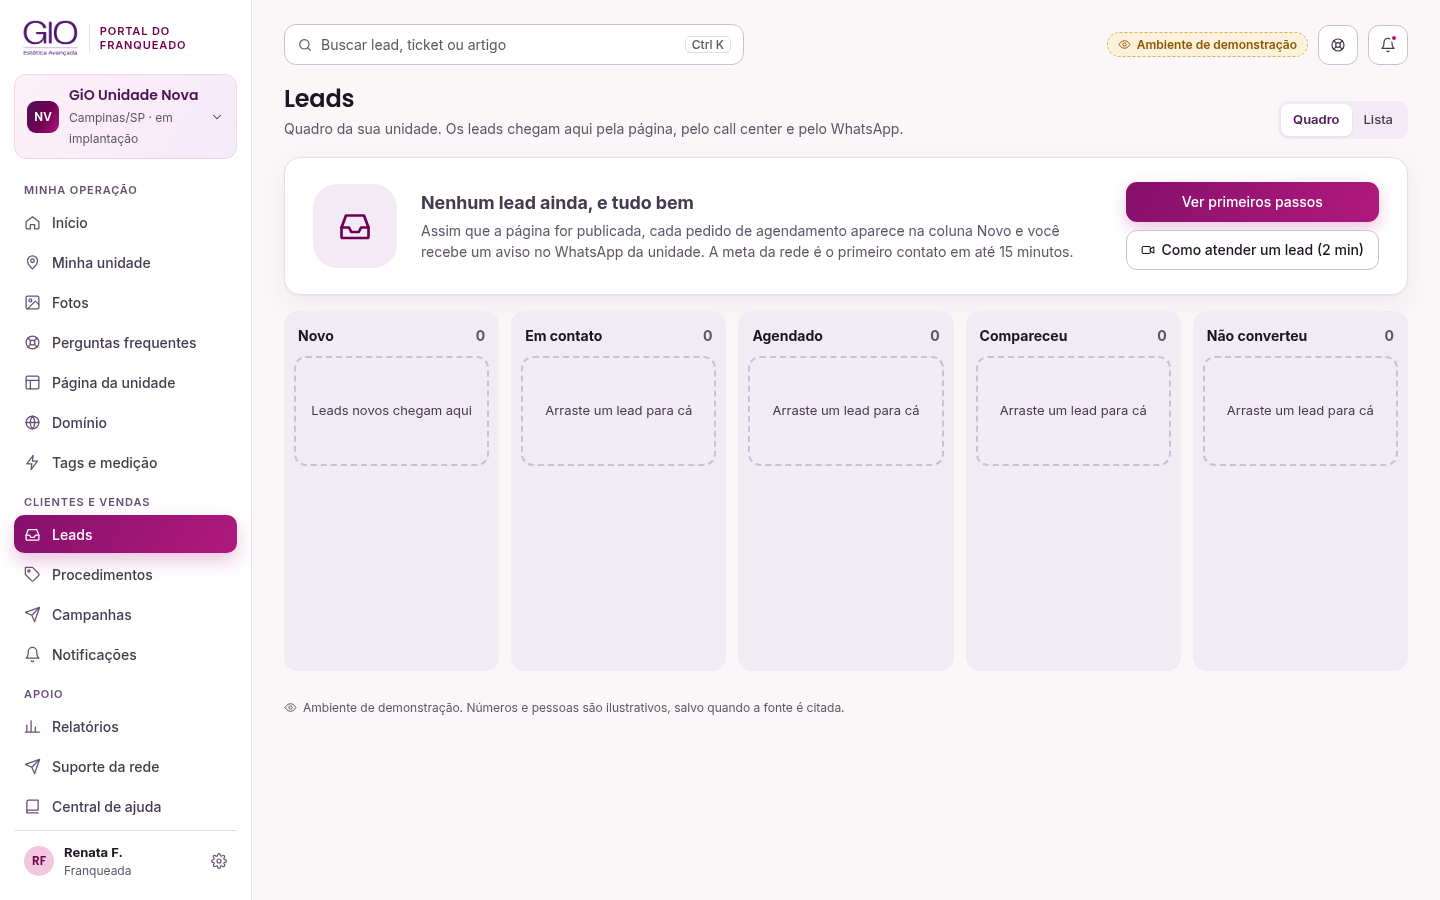 GIO
Estética Avançada
PORTAL DO
FRANQUEADO
NV
GiO Unidade Nova
Campinas/SP · em
implantação
MINHA OPERAÇÃO
Início
Minha unidade
Fotos
Perguntas frequentes
Página da unidade
Domínio
Tags e medição
CLIENTES E VENDAS
Leads
Procedimentos
Campanhas
Notificações
APOIO
Relatórios
Suporte da rede
Central de ajuda
RF
Renata F.
Franqueada
Buscar lead, ticket ou artigo
Ctrl K
Ambiente de demonstração
Leads
Quadro da sua unidade. Os leads chegam aqui pela página, pelo call center e pelo WhatsApp.
Quadro
Lista
Nenhum lead ainda, e tudo bem
Assim que a página for publicada, cada pedido de agendamento aparece na coluna Novo e você
recebe um aviso no WhatsApp da unidade. A meta da rede é o primeiro contato em até 15 minutos.
Ver primeiros passos
Como atender um lead (2 min)
Novo 0
Leads novos chegam aqui
Em contato 0
Arraste um lead para cá
Agendado 0
Arraste um lead para cá
Compareceu 0
Arraste um lead para cá
Não converteu 0
Arraste um lead para cá
Ambiente de demonstração. Números e pessoas são ilustrativos, salvo quando a fonte é citada.